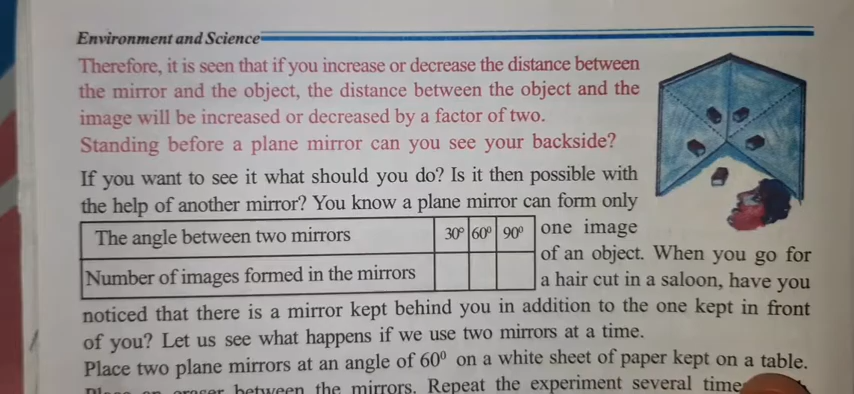 Environment and Science
Therefore, it is seen that if you increase or decrease the distance between
the mirror and the object, the distance between the object and the
image will be increased or decreased by a factor of two.
Standing before a plane mirror can you see your backside?
If you want to see it what should you do? Is it then possible with
the help of another mirror? You know a plane mirror can form only
The angle between two mirrors 30⁰ 60⁰ 90⁰
Number of images formed in the mirrors
one image
of an object. When you go for
a hair cut in a saloon, have you
noticed that there is a mirror kept behind you in addition to the one kept in front
of you? Let us see what happens if we use two mirrors at a time.
Place two plane mirrors at an angle of 60⁰ on a white sheet of paper kept on a table.
eraser between the mirrors. Repeat the experiment several